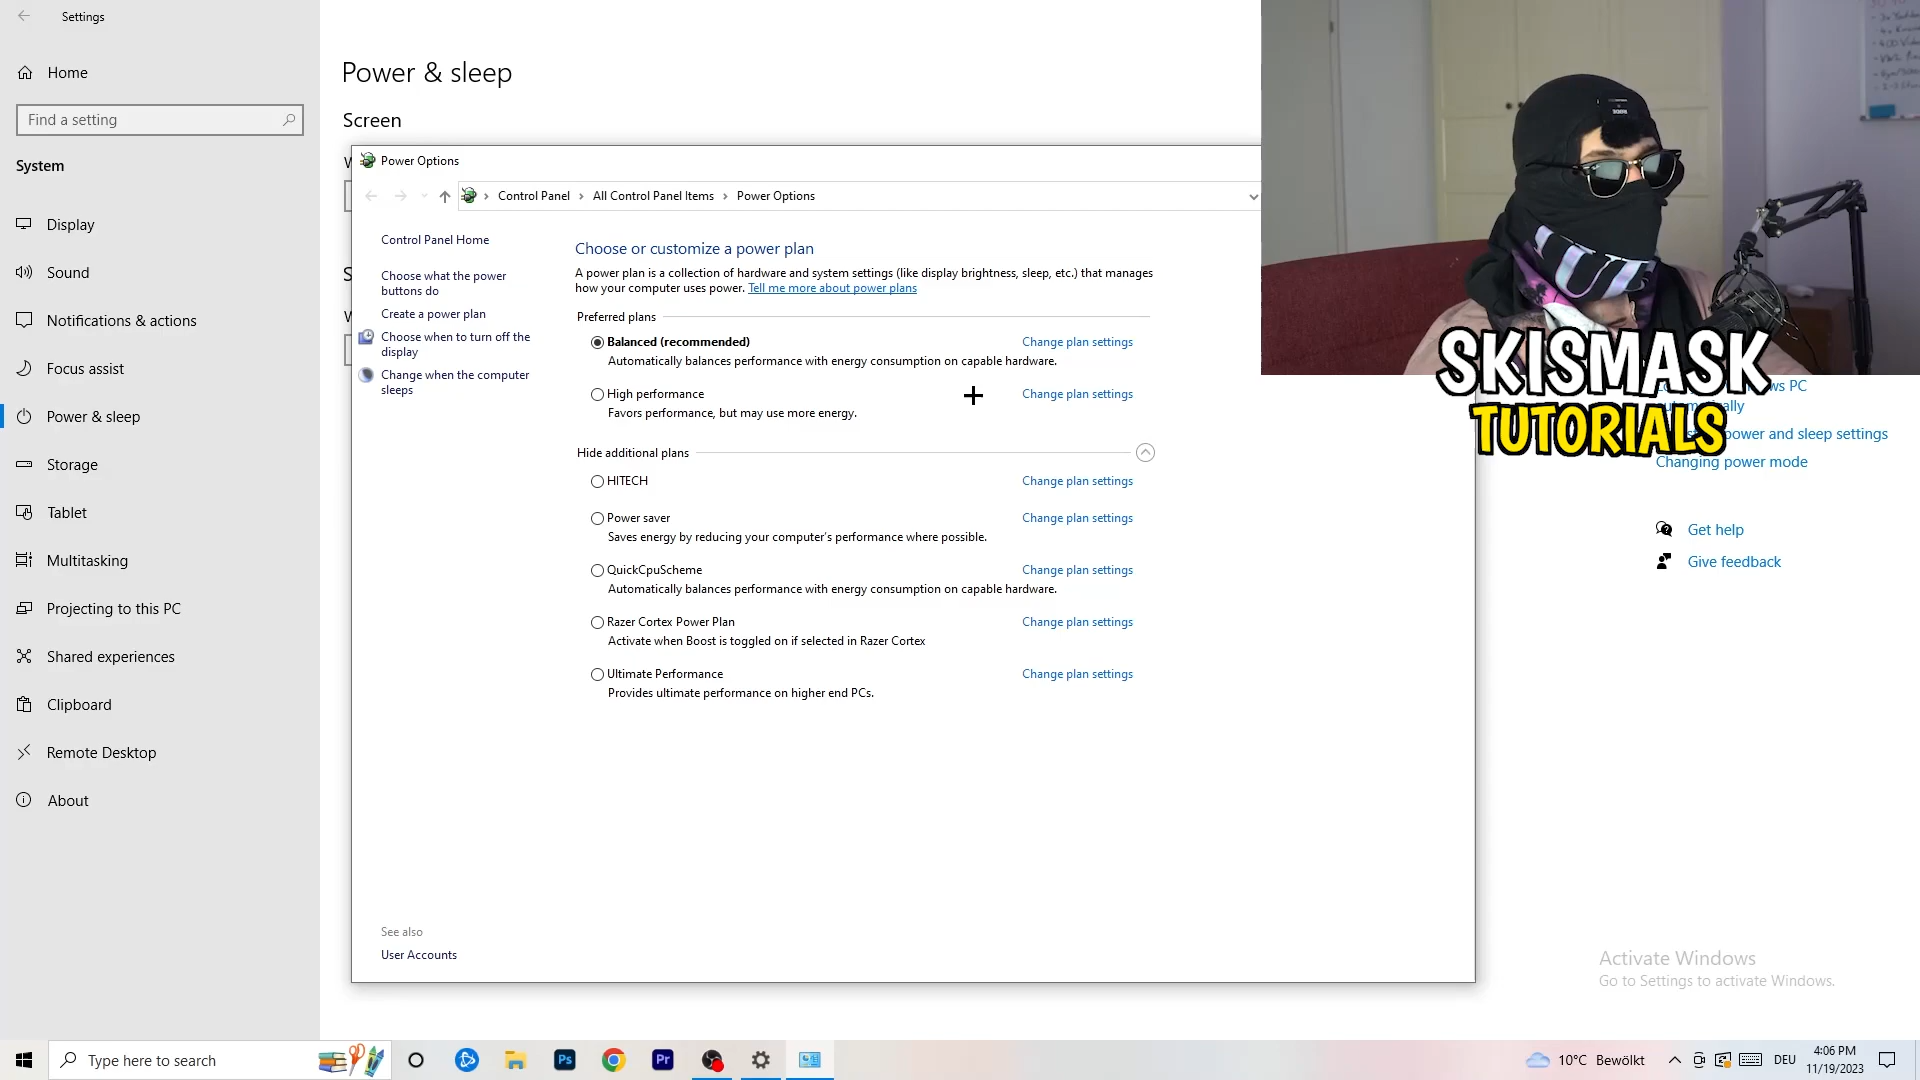 Settings
Home
Find a setting
System
Display
Sound
Notifications & actions
Focus assist
Power & sleep
Storage
Tablet
Multitasking
Projecting to this PC
Shared experiences
Clipboard
Remote Desktop
About
Power & sleep
Screen
Power Options
Control Panel
All Control Panel Items
Power Options
Control Panel Home
Choose what the power
buttons do
Create a power plan
Choose when to turn off the
display
Change when the computer
sleeps
See also
User Accounts
Choose or customize a power plan
A power plan is a collection of hardware and system settings (like display brightness, sleep, etc.) that manages
how your computer uses power. Tell me more about power plans
Preferred plans
Balanced (recommended) Change plan settings
Automatically balances performance with energy consumption on capable hardware.
High performance Change plan settings
Favors performance, but may use more energy.
Hide additional plans
HITECH Change plan settings
Power saver Change plan settings
Saves energy by reducing your computer's performance where possible.
QuickCpuScheme Change plan settings
Automatically balances performance with energy consumption on capable hardware.
Razer Cortex Power Plan Change plan settings
Activate when Boost is toggled on if selected in Razer Cortex
Ultimate Performance Change plan settings
Provides ultimate performance on higher end PCs.
SKISMASK
TUTORIALS
PC
power and sleep settings
Changing power mode
Get help
Give feedback
Activate Windows
Go to Settings to activate Windows.
Type here to search
Ps
Pr
10°C Bewölkt
DEU
4:06 PM
11/19/2023